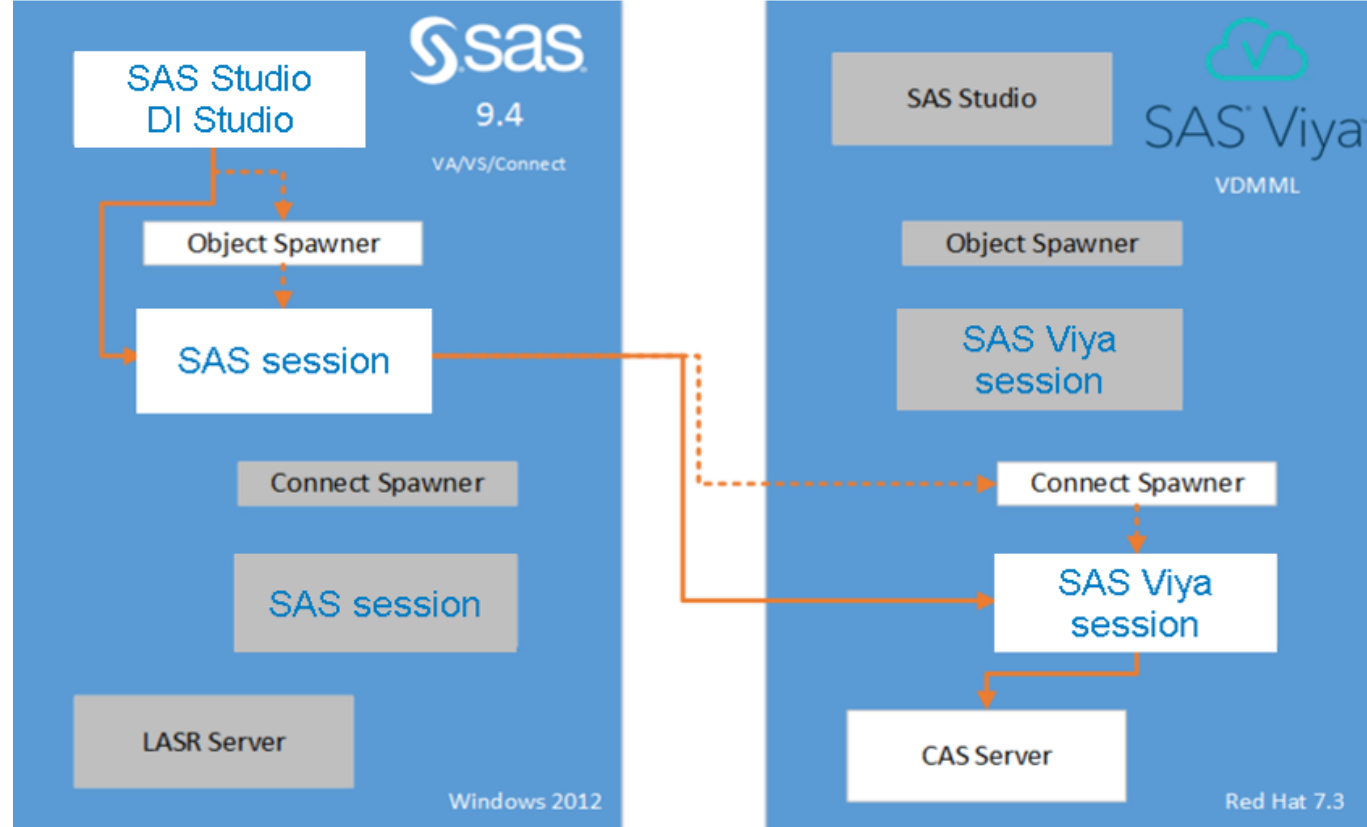 SAS Studio
DI Studio
sas
9.4
VA/VS/Connect
Object Spawner
SAS session
Connect Spawner
SAS session
LASR Server
Windows 2012
SAS Studio
SAS® Viya
VDMML
Object Spawner
SAS Viya
session
Connect Spawner
SAS Viya
session
CAS Server
Red Hat 7.3